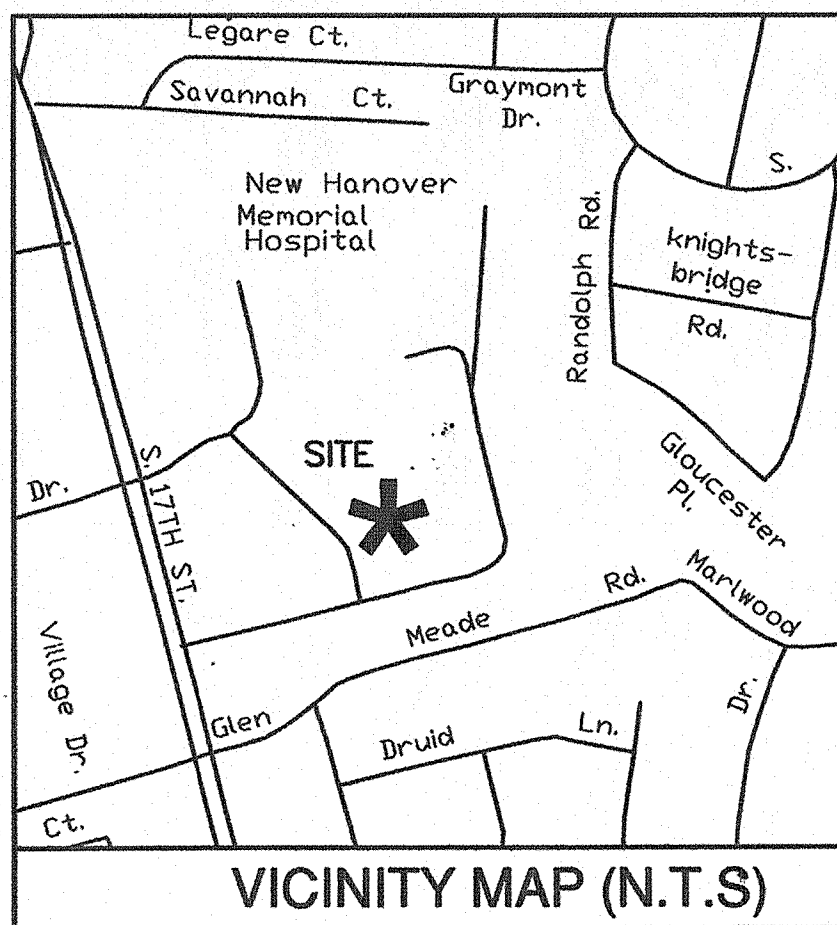 Legare Ct.
Savannah Ct.
Graymont
Dr.
S.
New Hanover
Memorial
Hospital
Randolph Rd.
knights-
bridge
Rd.
SITE
Gloucester
Pl.
Dr.
S. 17TH ST.
Meade Rd.
Marlwood
Dr.
Village Dr.
Glen
Druid Ln.
Ct.
VICINITY MAP (N.T.S)